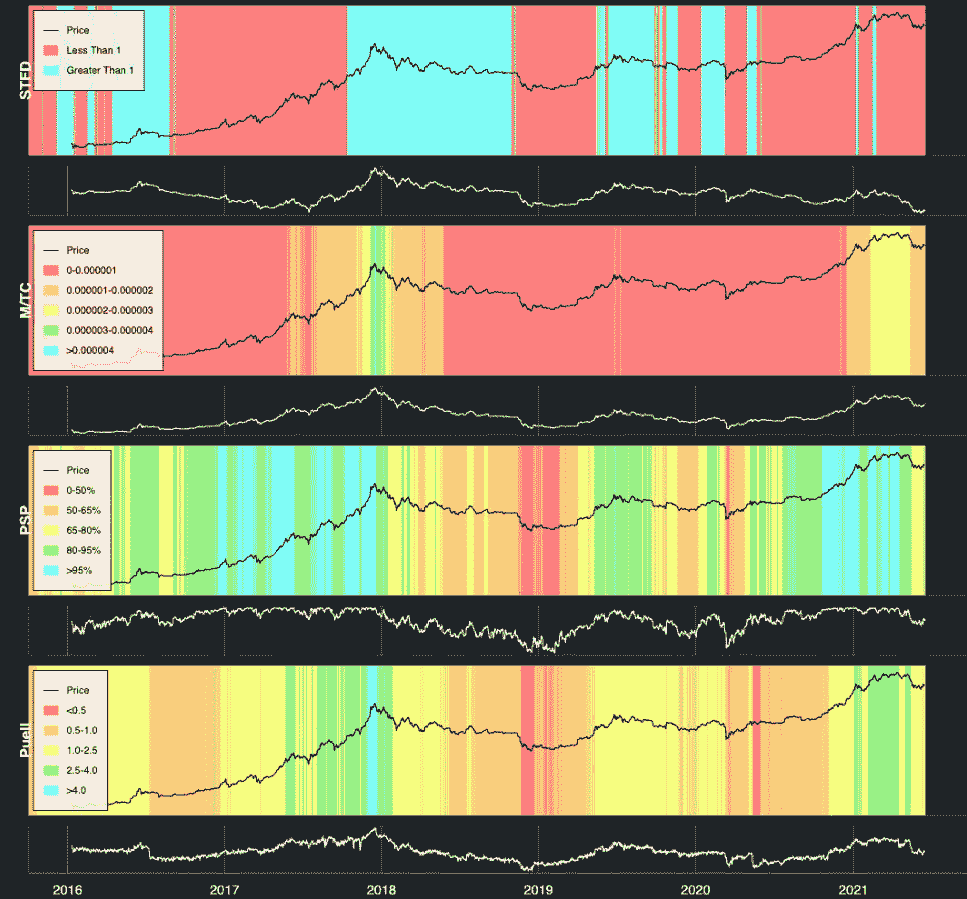 STFD
Price
Less Than 1
Greater Than 1
M/TC
Price
0-0.000001
0.000001-0.000002
0.000002-0.000003
0.000003-0.000004
>0.000004
PSP
Price
0-50%
50-65%
65-80%
80-95%
>95%
Puell
Price
<0.5
0.5-1.0
1.0-2.5
2.5-4.0
>4.0
2016 2017 2018 2019 2020 2021